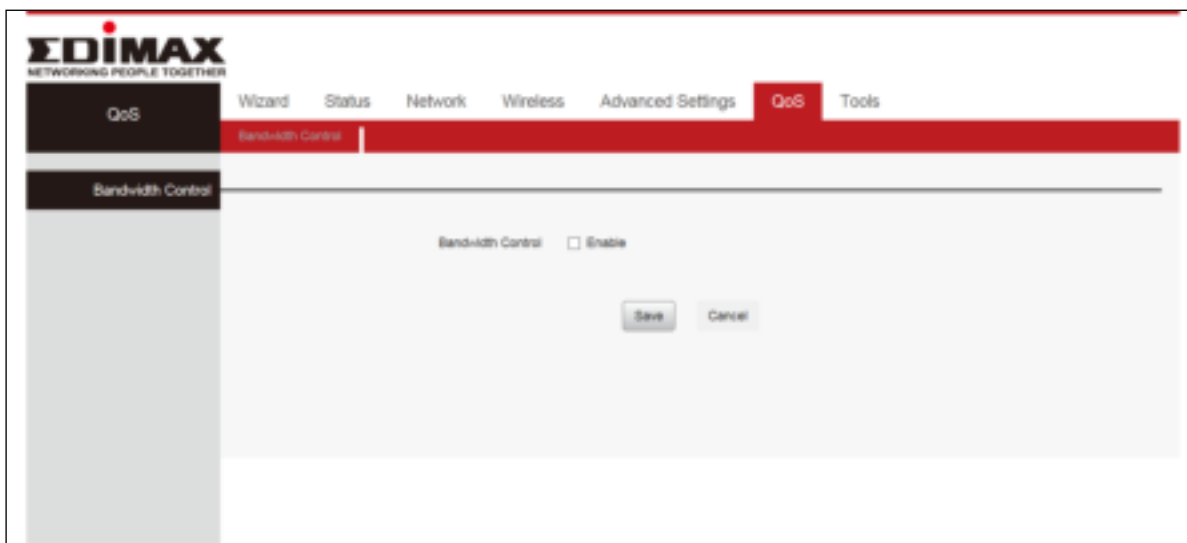 EDiMAX
NETWORKING PEOPLE TOGETHER
QoS
Wizard Status Network Wireless Advanced Settings QoS Tools
Bandwidth Control
Bandwidth Control
Bandwidth Control Enable
Save Cancel